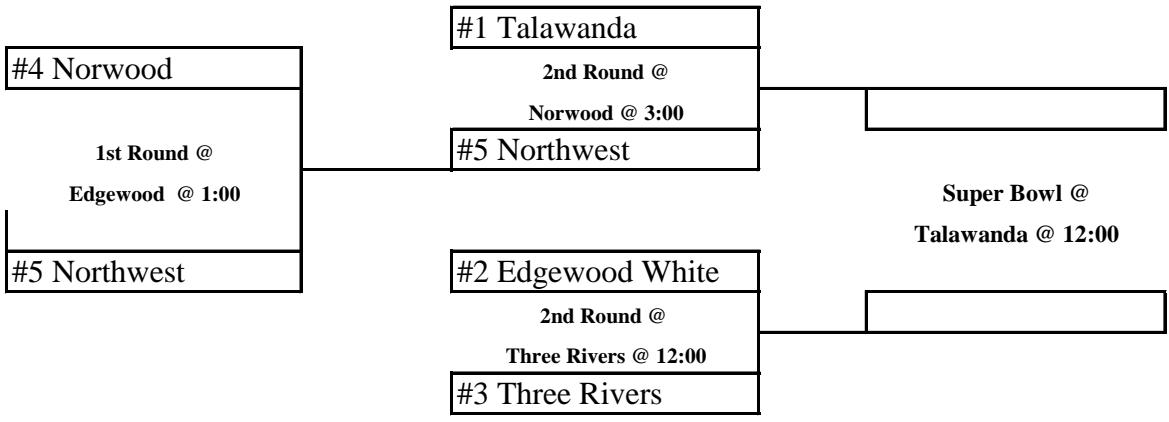 #4 Norwood
1st Round @
Edgewood @ 1:00
#5 Northwest
#1 Talawanda
2nd Round @
Norwood @ 3:00
#5 Northwest
#2 Edgewood White
2nd Round @
Three Rivers @ 12:00
#3 Three Rivers
Super Bowl @
Talawanda @ 12:00